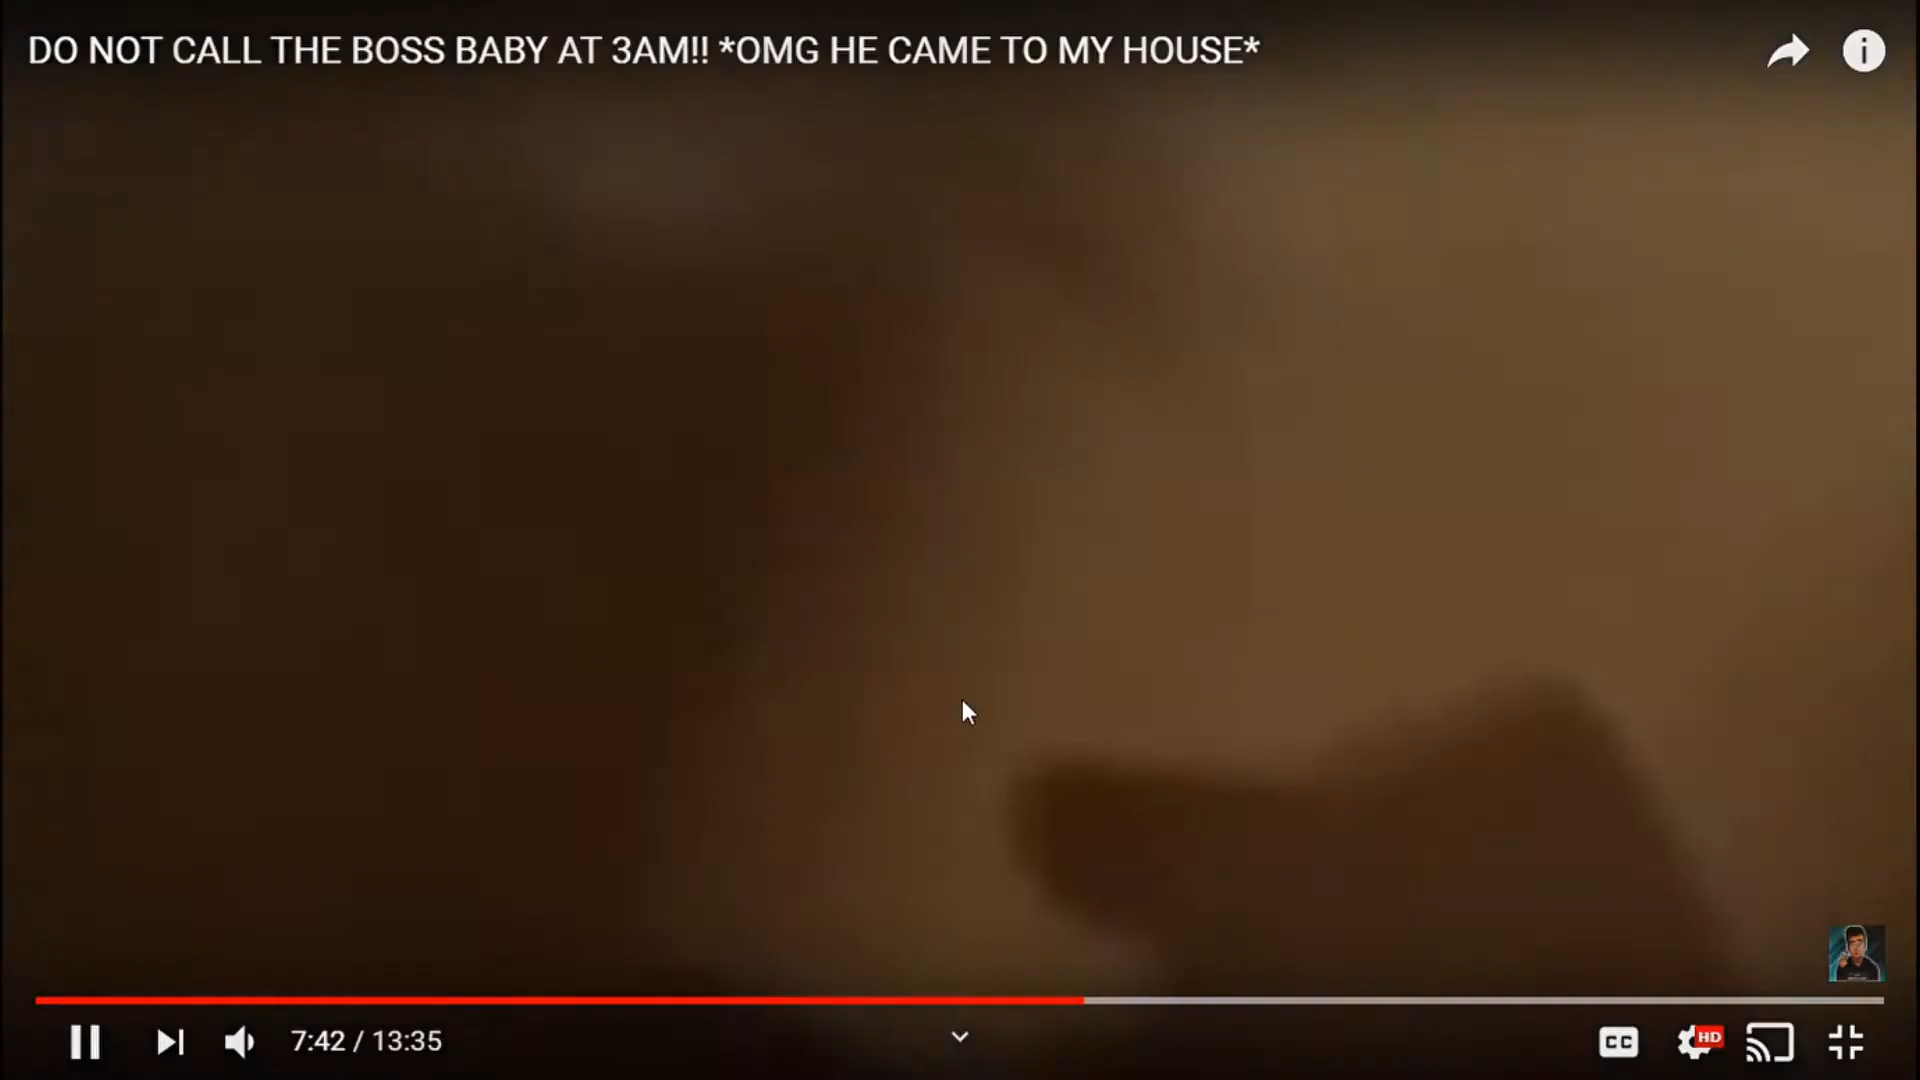 DO NOT CALL THE BOSS BABY AT 3AM!! *OMG HE CAME TO MY HOUSE*
7:42 / 13:35
CC
HD